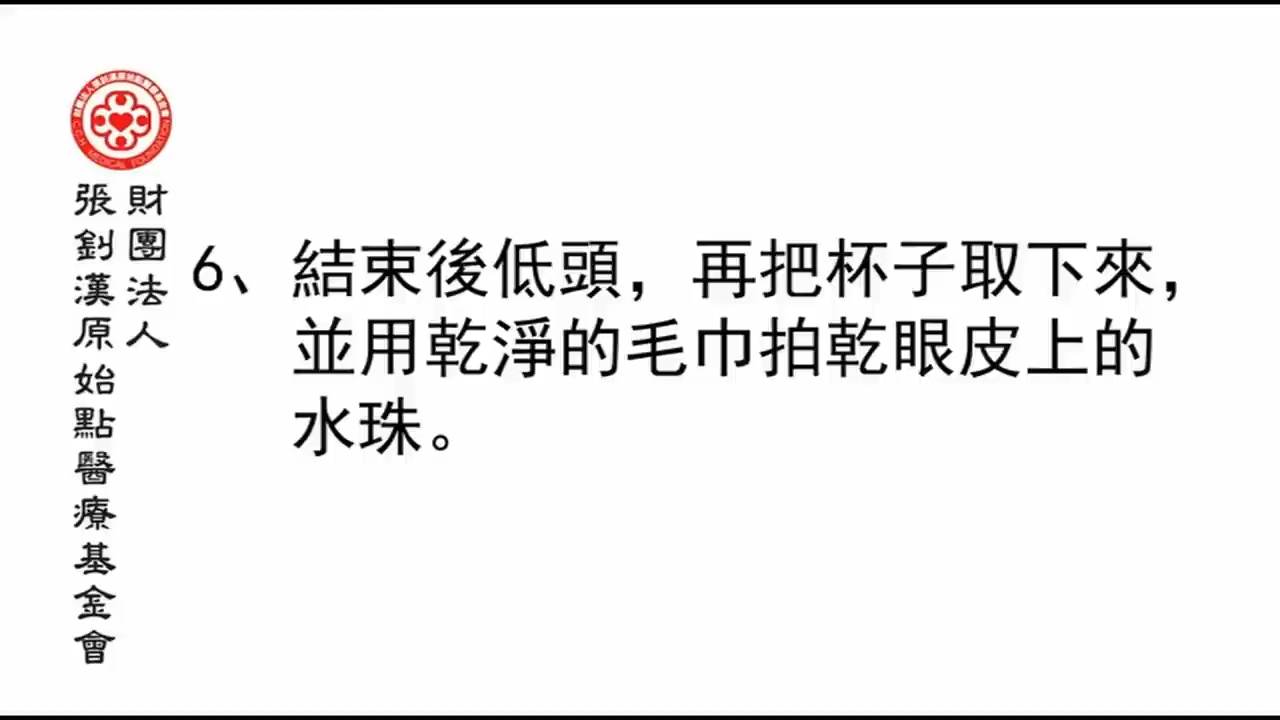 財團法人
張釗漢原始點醫療基金會
C.C.H. MEDICAL FOUNDATION
6、結束後低頭，再把杯子取下來，
並用乾淨的毛巾拍乾眼皮上的
水珠。